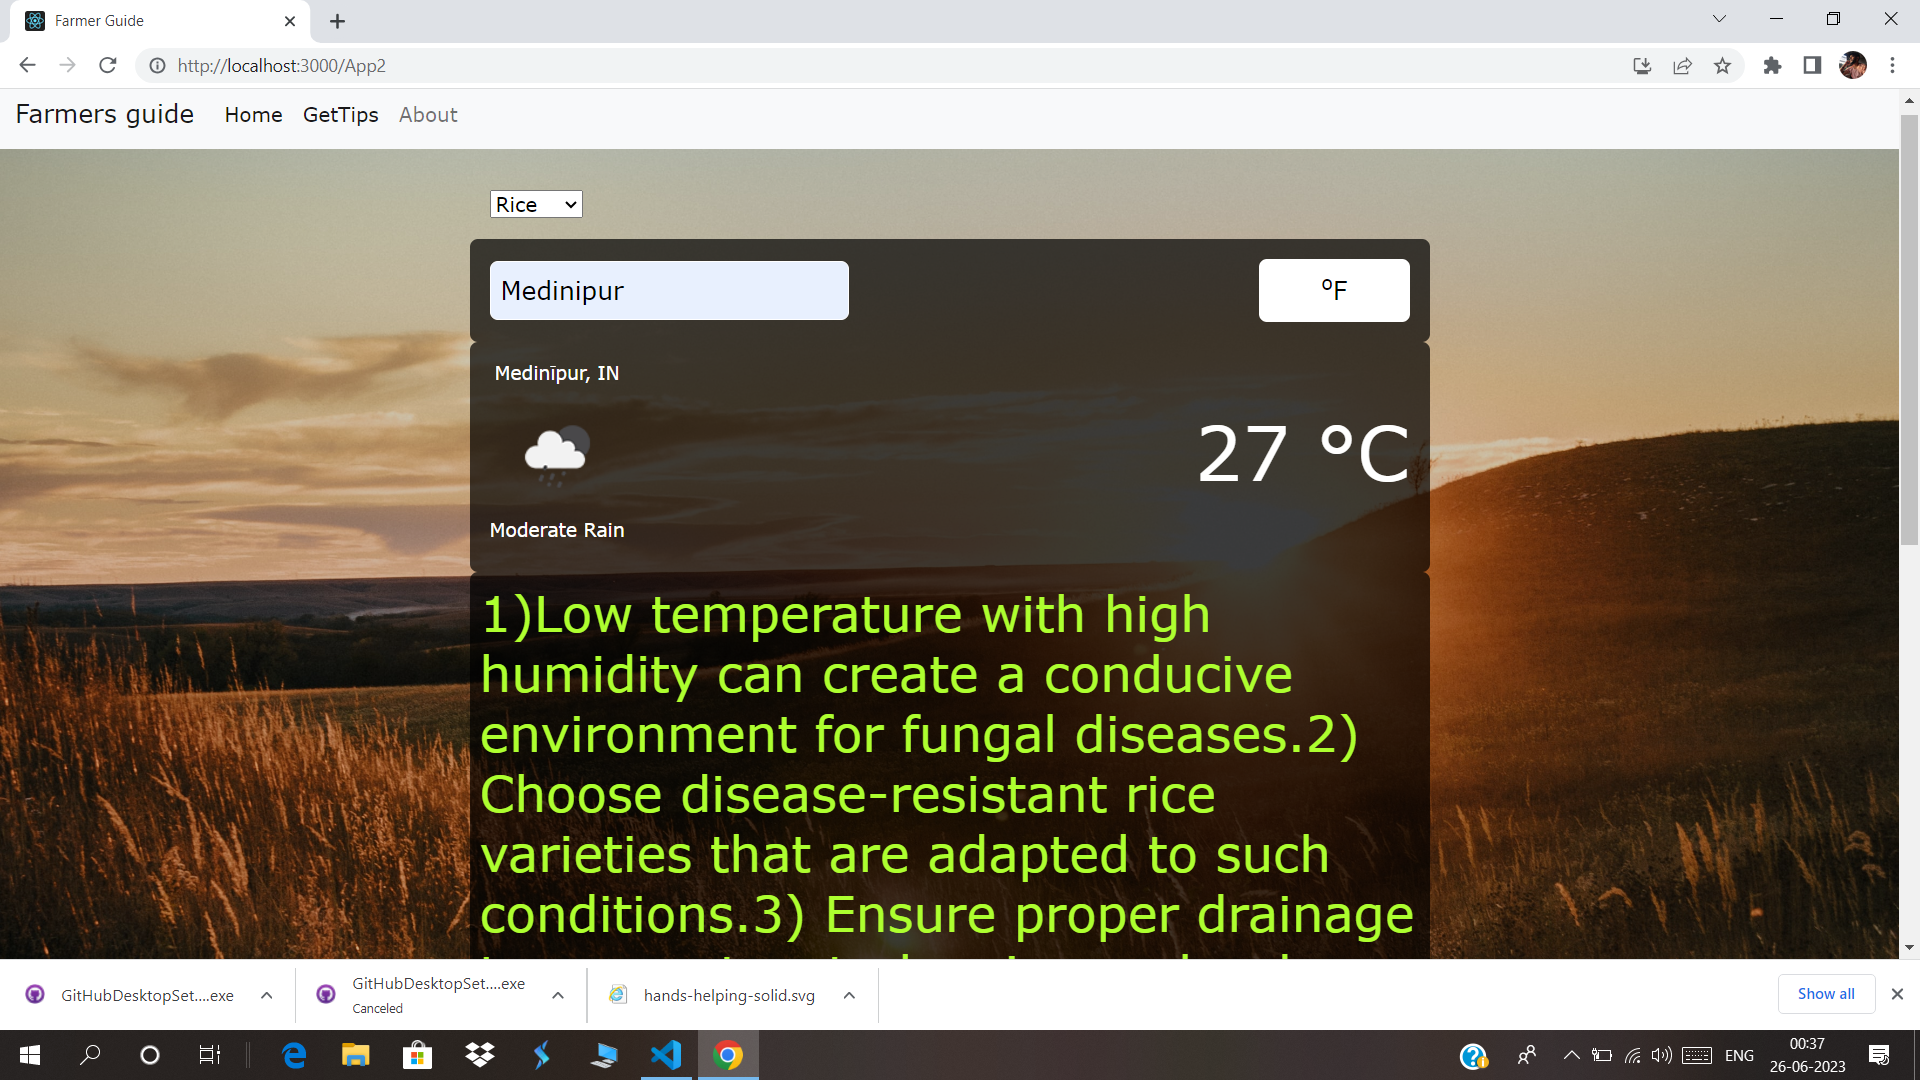 Farmer Guide
http://localhost:3000/App2
Farmers guide Home GetTips About
Rice
Medinipur
°F
Medinīpur, IN
27 °C
Moderate Rain
1)Low temperature with high
humidity can create a conducive
environment for fungal diseases.2)
Choose disease-resistant rice
varieties that are adapted to such
conditions.3) Ensure proper drainage
GitHubDesktopSet....exe
GitHubDesktopSet....exe
Canceled
hands-helping-solid.svg
Show all
ENG
00:37
26-06-2023